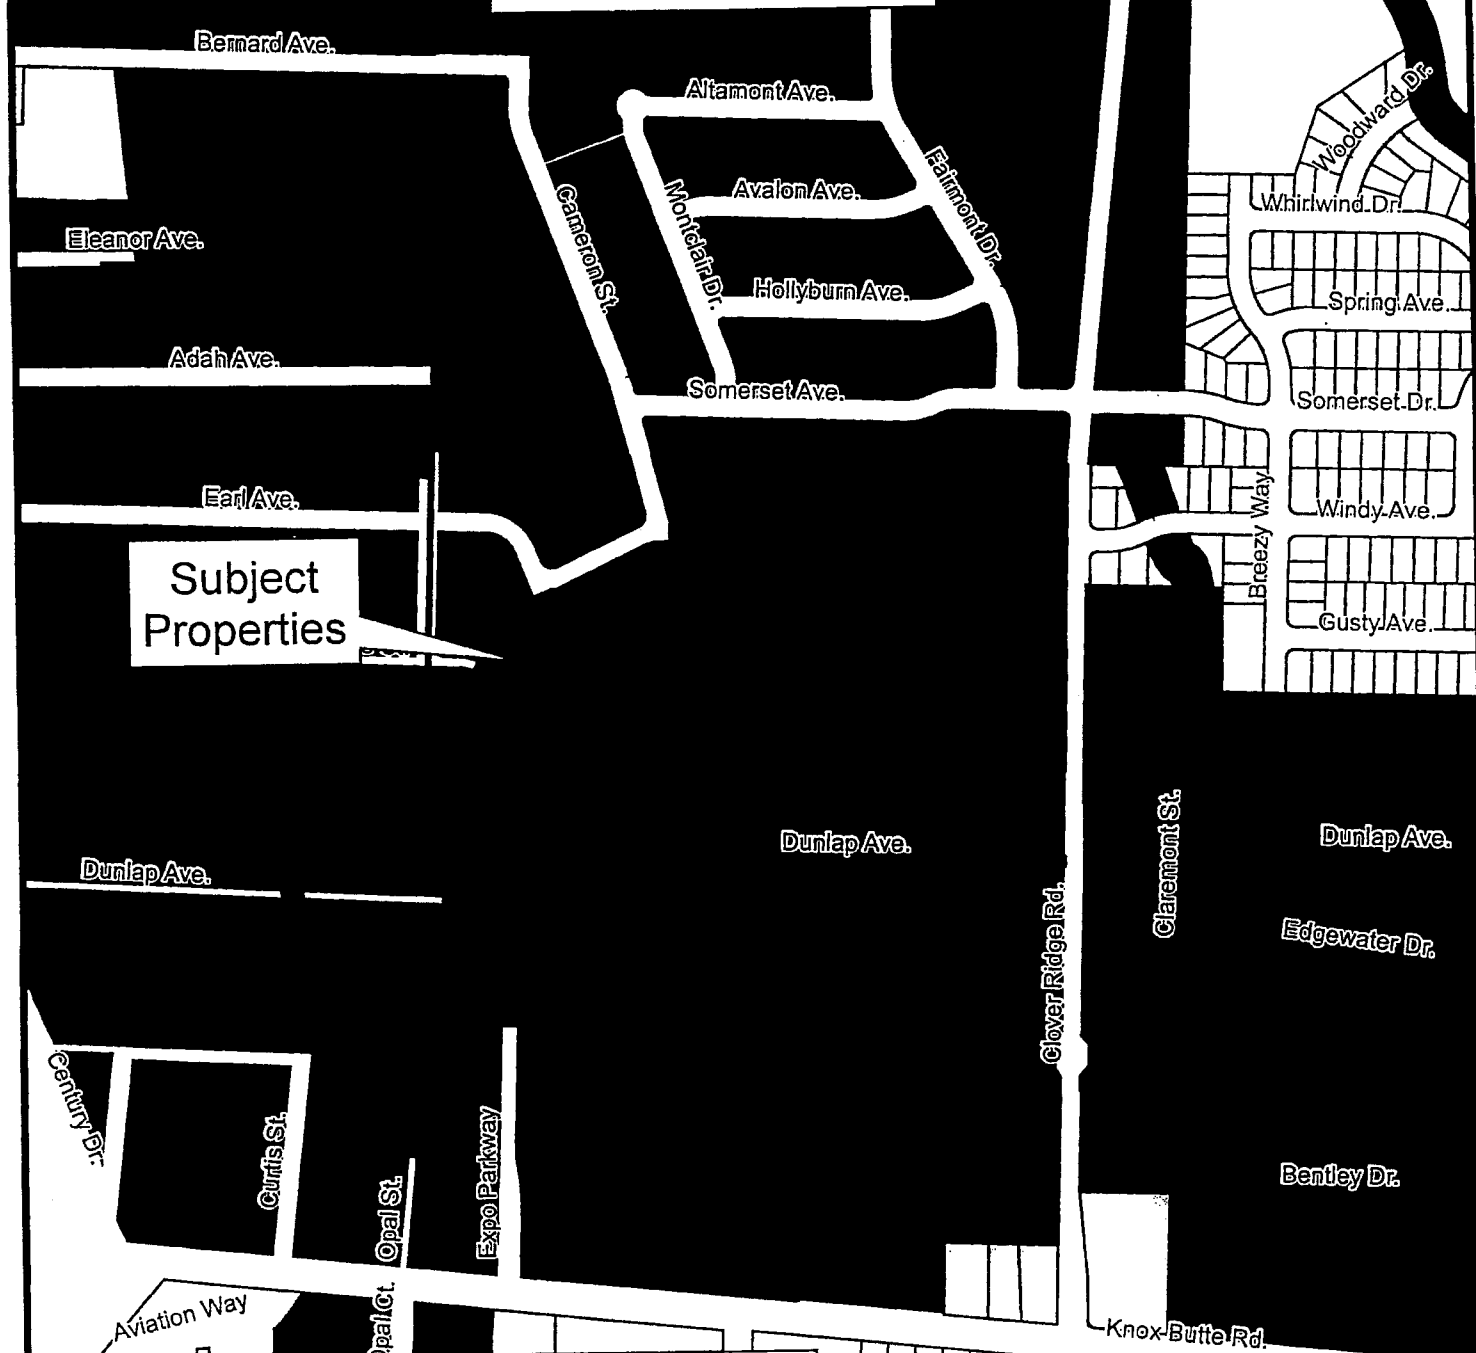 Bernard Ave.
Altamont Ave.
Woodward Dr.
Fairmont Dr.
Avalon Ave.
Montclair Dr.
Cameron St.
Whirlwind Dr.
Eleanor Ave.
Hollyburn Ave.
Spring Ave.
Adah Ave.
Somerset Ave.
Somerset Dr.
Earl Ave.
Breezy Way
Windy Ave.
Subject
Properties
Gusty Ave.
Dunlap Ave.
Claremont St.
Dunlap Ave.
Dunlap Ave.
Clover Ridge Rd.
Edgewater Dr.
Century Dr.
Curtis St.
Opal St.
Expo Parkway
Bentley Dr.
Aviation Way
Opal Ct.
Knox Butte Rd.